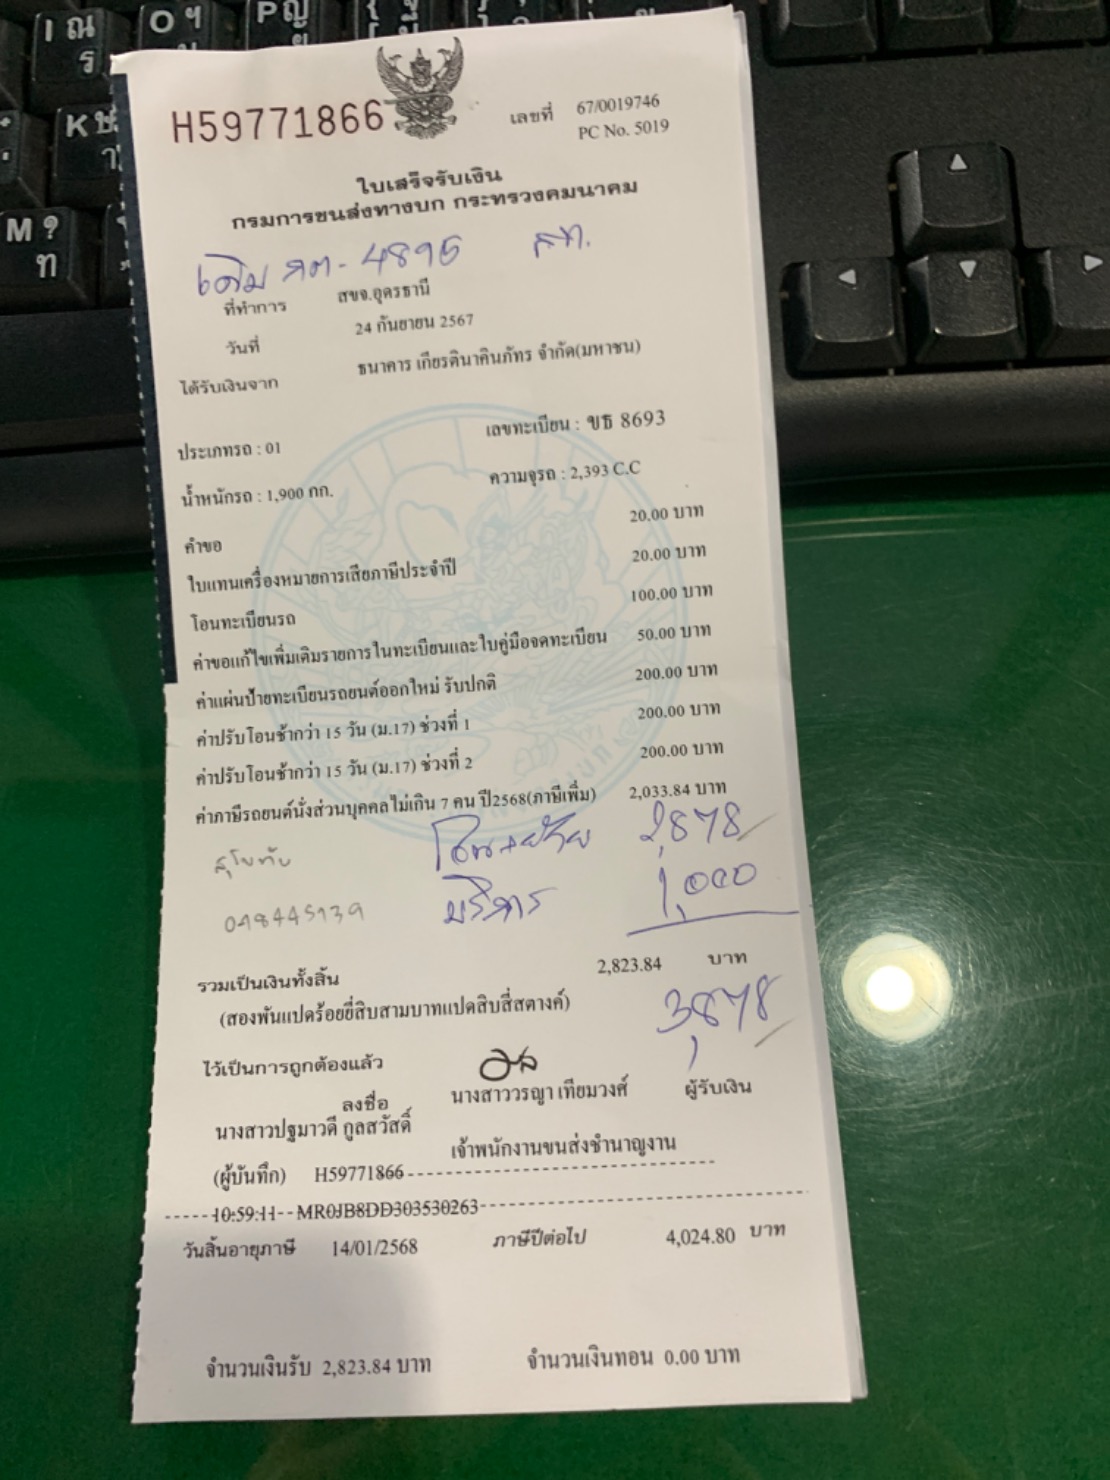 H59771866
เลขที่ 67/0019746
PC No. 5019
ใบเสร็จรับเงิน
กรมการขนส่งทางบก กระทรวงคมนาคม
เดิม
4895
สท.
ที่ทำการ สขจ.อุดรธานี
วันที่ 24 กันยายน 2567
ได้รับเงินจาก ธนาคาร เกียรตินาคินภัทร จำกัด(มหาชน)
ประเภทรถ : 01 เลขทะเบียน : ขธ 8693
น้ำหนักรถ : 1,900 กก. ความจุรถ : 2,393 C.C
คำขอ 20.00 บาท
ใบแทนเครื่องหมายการเสียภาษีประจำปี 20.00 บาท
โอนทะเบียนรถ 100.00 บาท
ค่าขอแก้ไขเพิ่มเติมรายการในทะเบียนและใบคู่มือจดทะเบียน 50.00 บาท
ค่าแผ่นป้ายทะเบียนรถยนต์ออกใหม่ รับปกติ 200.00 บาท
ค่าปรับโอนช้ากว่า 15 วัน (ม.17) ช่วงที่ 1 200.00 บาท
ค่าปรับโอนช้ากว่า 15 วัน (ม.17) ช่วงที่ 2 200.00 บาท
ค่าภาษีรถยนต์นั่งส่วนบุคคลไม่เกิน 7 คน ปี2568(ภาษีเพิ่ม) 2,033.84 บาท
สุโขทัย โอน+ย้าย 2,878
บริการ 1,000
รวมเป็นเงินทั้งสิ้น 2,823.84 บาท
(สองพันแปดร้อยยี่สิบสามบาทแปดสิบสี่สตางค์) 3,878
ไว้เป็นการถูกต้องแล้ว
ลงชื่อ นางสาววรญา เทียมวงศ์ ผู้รับเงิน
นางสาวปฐมาวดี กูลสวัสดิ์
เจ้าพนักงานขนส่งชำนาญงาน
(ผู้บันทึก) H59771866
10:59:11 MR0JB8DD303530263
วันสิ้นอายุภาษี 14/01/2568 ภาษีปีต่อไป 4,024.80 บาท
จำนวนเงินรับ 2,823.84 บาท จำนวนเงินทอน 0.00 บาท